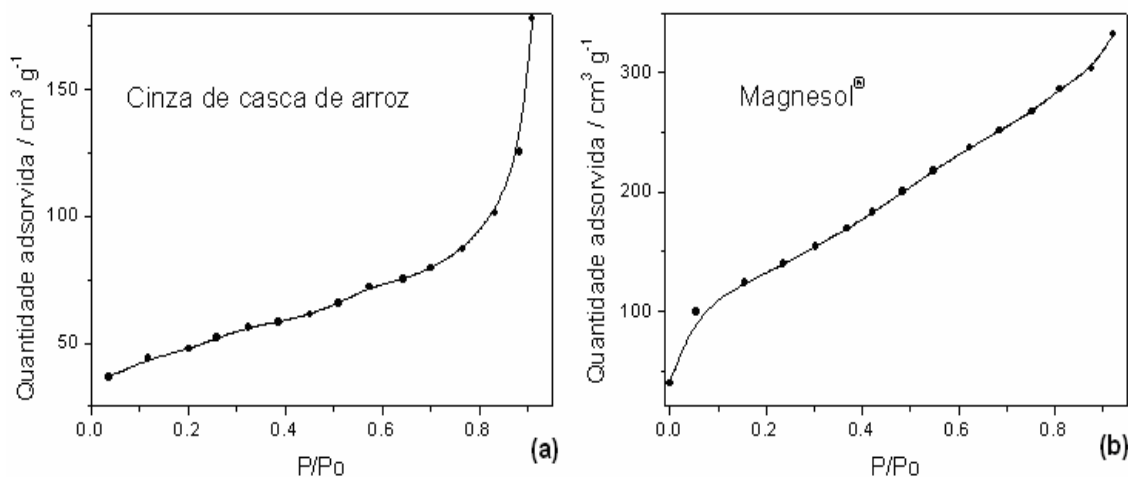 Quantidade adsorvida / cm³ g⁻¹
150
100
50
Cinza de casca de arroz
0.0 0.2 0.4 0.6 0.8
P/Po
(a)
Quantidade adsorvida / cm³ g⁻¹
300
200
100
Magnesol®
0.0 0.2 0.4 0.6 0.8
P/Po
(b)